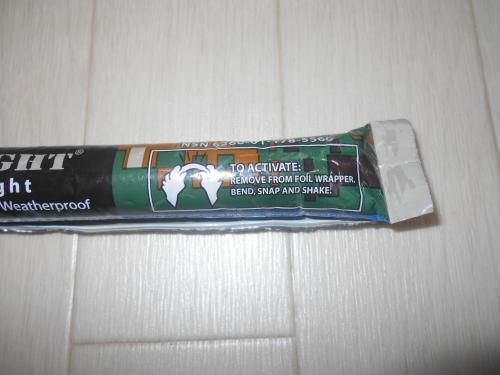 GHT®
ght
Weatherproof
TO ACTIVATE:
REMOVE FROM FOIL WRAPPER.
BEND, SNAP AND SHAKE.